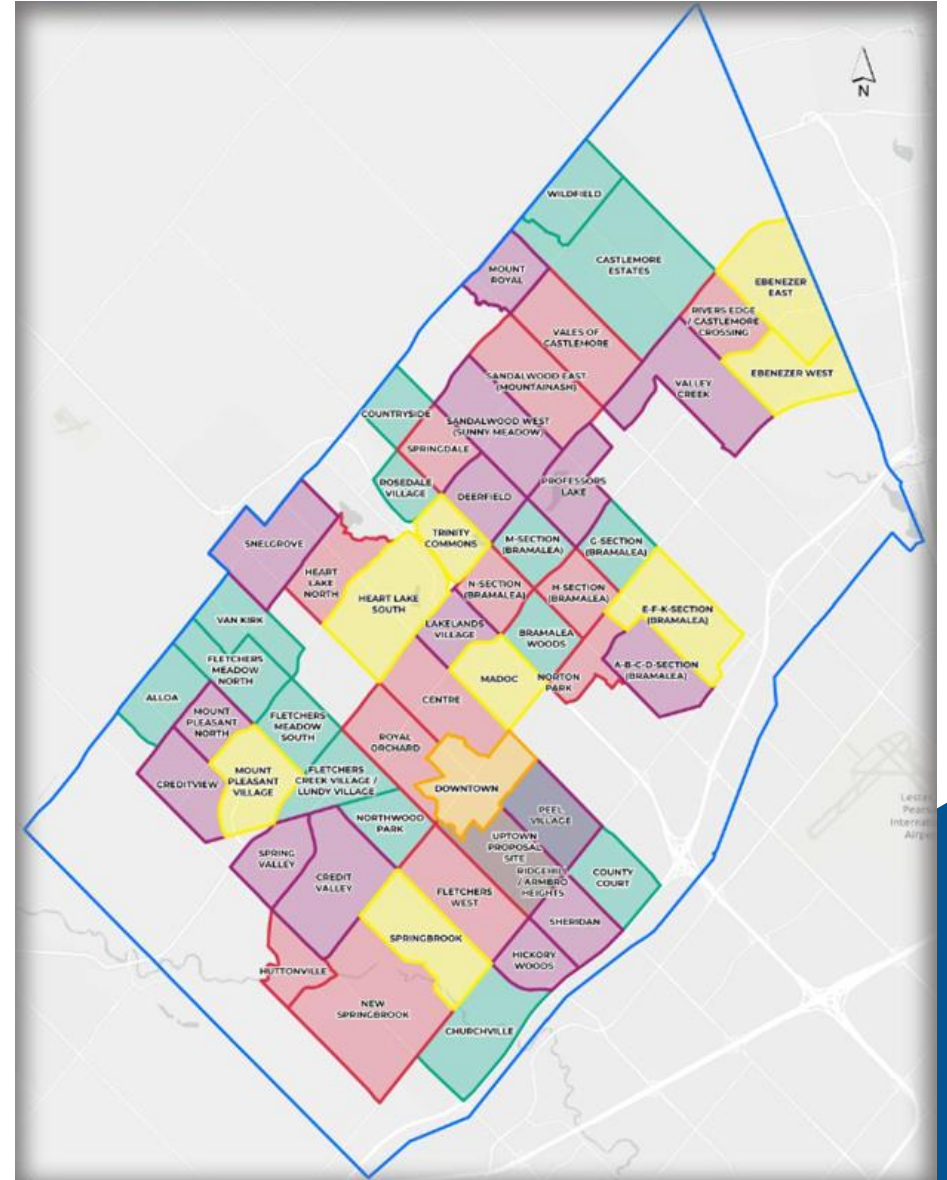 N
WILDFIELD
CASTLEMORE
ESTATES
MOUNT
ROYAL
EBENEZER
EAST
RIVERS EDGE
/ CASTLEMORE
CROSSING
VALES OF
CASTLEMORE
EBENEZER WEST
SANDALWOOD EAST
(MOUNTAINASH)
VALLEY
CREEK
COUNTRYSIDE
SANDALWOOD WEST
(SUNNY MEADOW)
SPRINGDALE
ROSEDALE
VILLAGE
PROFESSORS
LAKE
DEERFIELD
TRINITY
COMMONS
M-SECTION
(BRAMALEA)
G-SECTION
(BRAMALEA)
SNELGROVE
HEART
LAKE
NORTH
N-SECTION
(BRAMALEA)
H-SECTION
(BRAMALEA)
HEART LAKE
SOUTH
E-F-K-SECTION
(BRAMALEA)
VAN KIRK
LAKELANDS
VILLAGE
BRAMALEA
WOODS
FLETCHERS
MEADOW
NORTH
A-B-C-D-SECTION
(BRAMALEA)
MADOC
NORTON
PARK
ALLOA
CENTRE
MOUNT
PLEASANT
NORTH
FLETCHERS
MEADOW
SOUTH
ROYAL
ORCHARD
CREDITVIEW
MOUNT
PLEASANT
VILLAGE
FLETCHERS
CREEK VILLAGE /
LUNDY VILLAGE
DOWNTOWN
Lester
Pears
Internat
Airpo
PEEL
VILLAGE
NORTHWOOD
PARK
UPTOWN
PROPOSAL
SITE
SPRING
VALLEY
RIDGEHILL
/ ARMBRO
HEIGHTS
COUNTY
COURT
CREDIT
VALLEY
FLETCHERS
WEST
SHERIDAN
SPRINGBROOK
HICKORY
WOODS
HUTTONVILLE
NEW
SPRINGBROOK
CHURCHVILLE